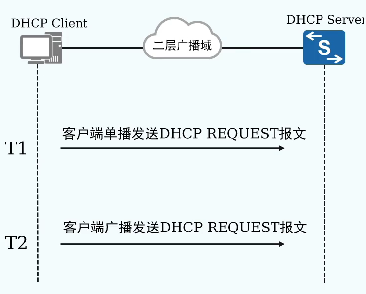 DHCP Client
DHCP Server
二层广播域
S
T1
客户端单播发送DHCP REQUEST报文
T2
客户端广播发送DHCP REQUEST报文